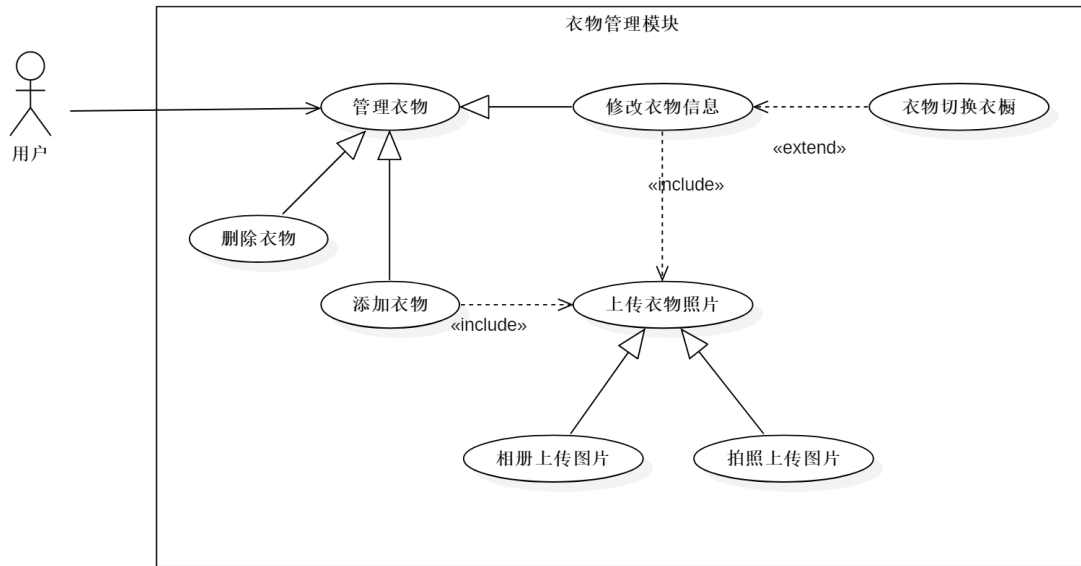 衣物管理模块
管理衣物
修改衣物信息
衣物切换衣橱
«extend»
用户
«include»
删除衣物
添加衣物
上传衣物照片
«include»
相册上传图片
拍照上传图片